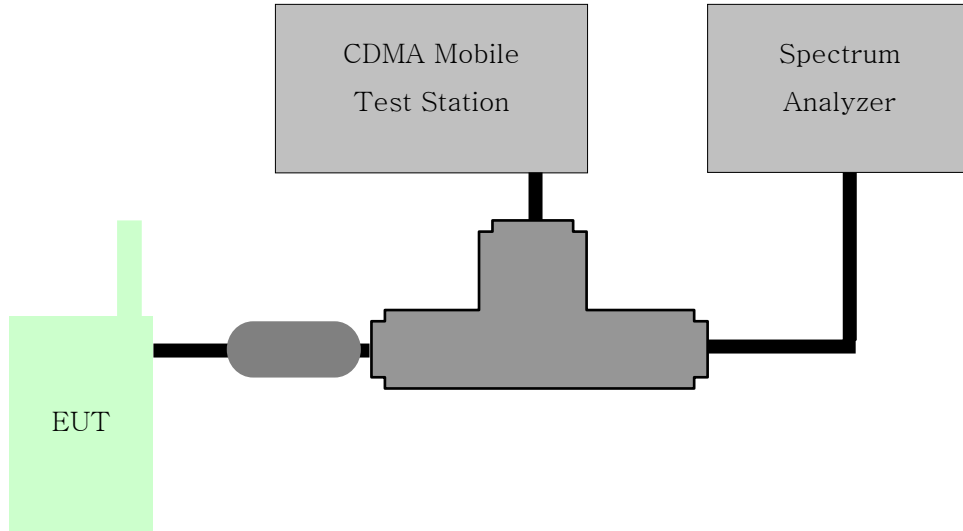 CDMA Mobile
Test Station
Spectrum
Analyzer
EUT